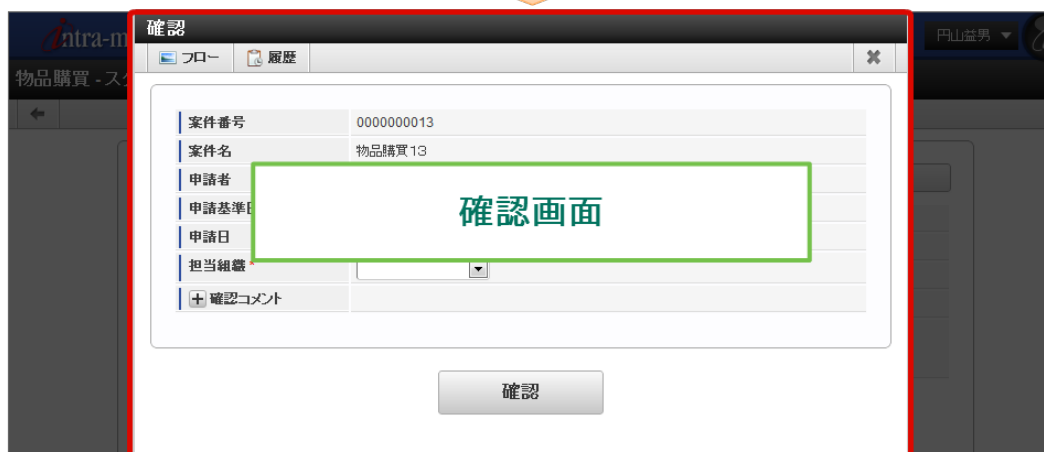 intra-m
円山益男
物品購買 -スク
確認
フロー
履歴
案件番号
0000000013
案件名
物品購買13
申請者
申請基準日
申請日
担当組織*
確認コメント
確認画面
確認